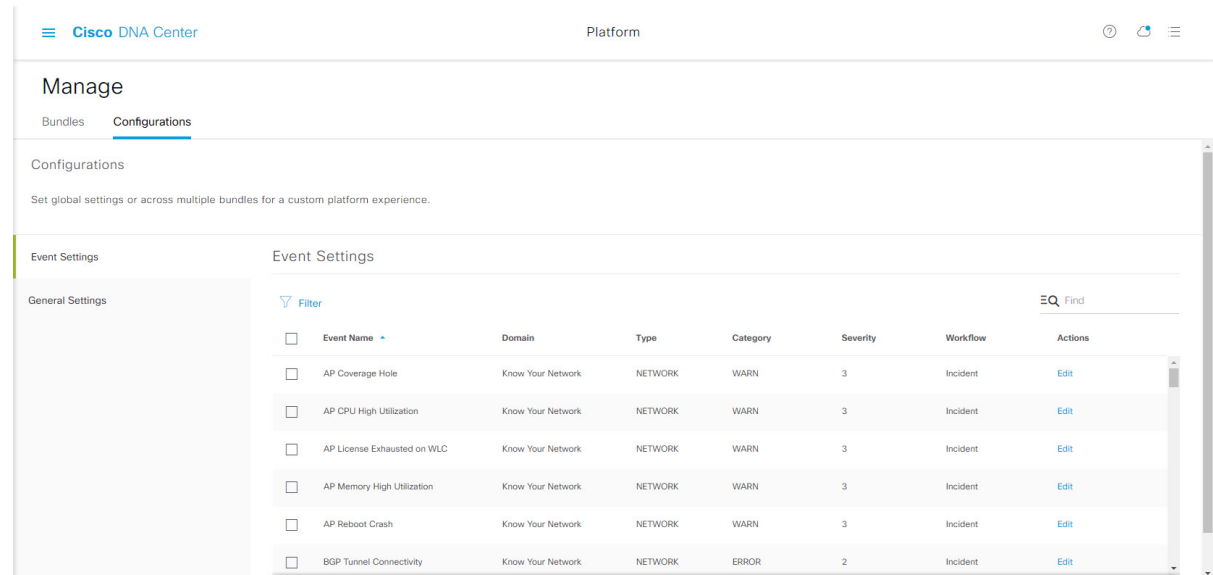 Cisco DNA Center Platform
Manage
Bundles Configurations
Configurations
Set global settings or across multiple bundles for a custom platform experience.
Event Settings
General Settings
Event Settings
Filter Find
Event Name Domain Type Category Severity Workflow Actions
AP Coverage Hole Know Your Network NETWORK WARN 3 Incident Edit
AP CPU High Utilization Know Your Network NETWORK WARN 3 Incident Edit
AP License Exhausted on WLC Know Your Network NETWORK WARN 3 Incident Edit
AP Memory High Utilization Know Your Network NETWORK WARN 3 Incident Edit
AP Reboot Crash Know Your Network NETWORK WARN 3 Incident Edit
BGP Tunnel Connectivity Know Your Network NETWORK ERROR 2 Incident Edit